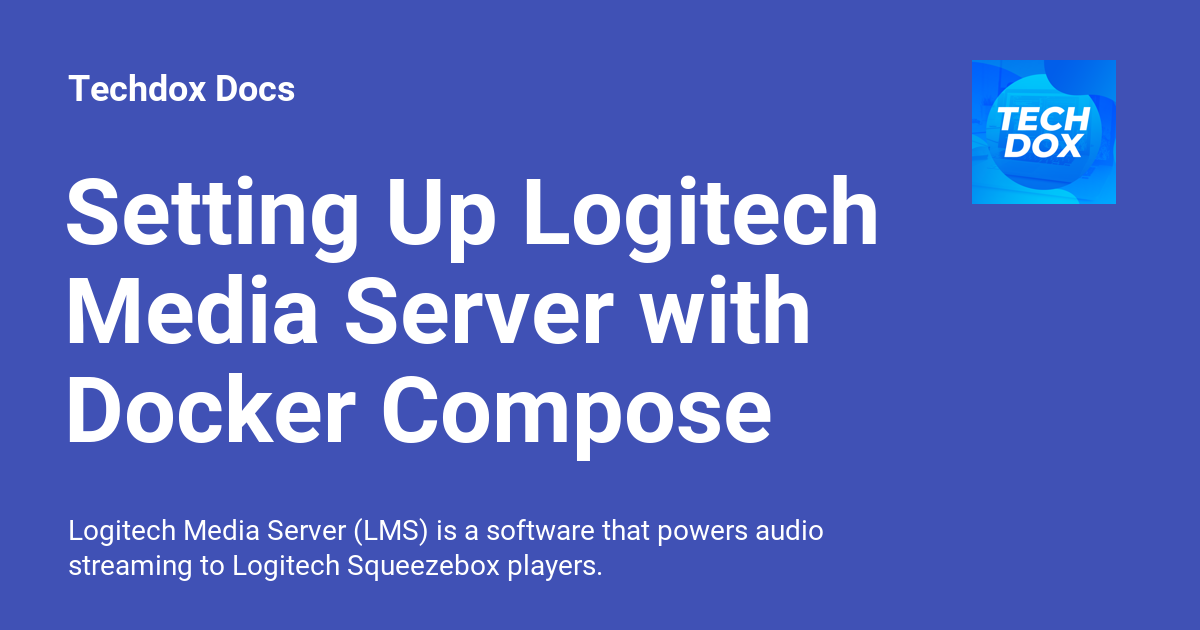 Techdox Docs
TECH
DOX
Setting Up Logitech
Media Server with
Docker Compose
Logitech Media Server (LMS) is a software that powers audio
streaming to Logitech Squeezebox players.